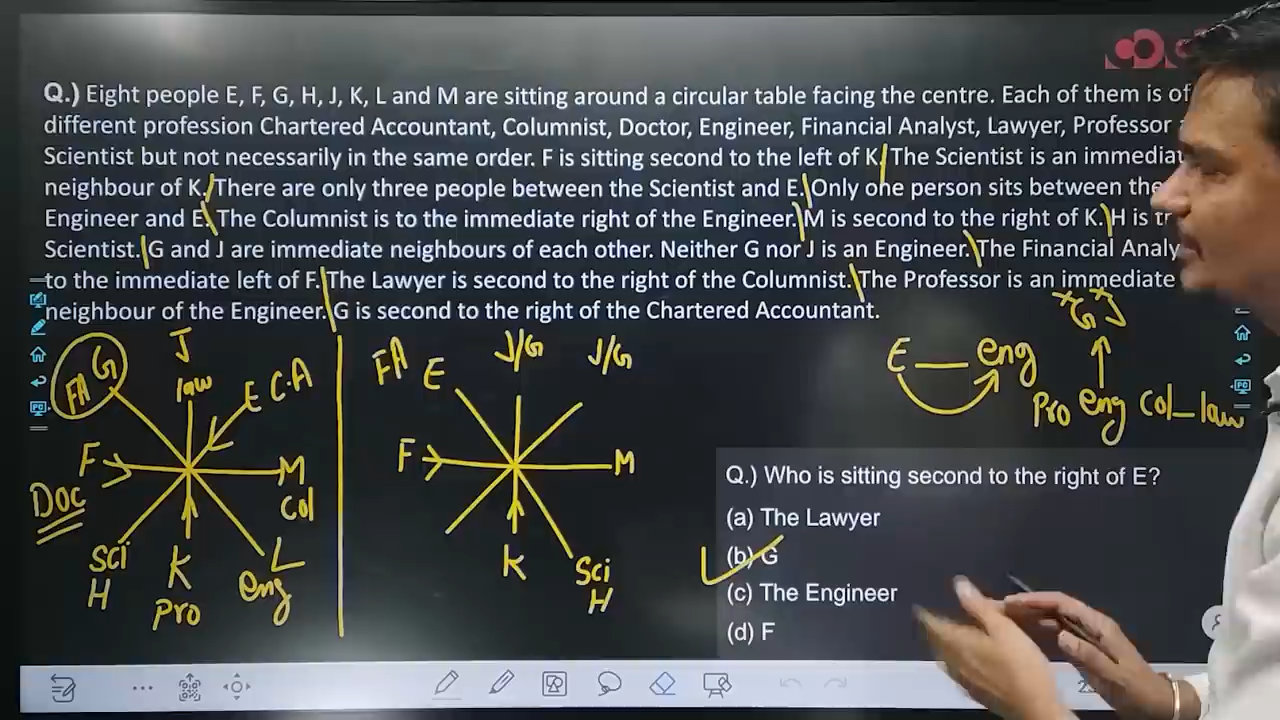 Q.) Eight people E, F, G, H, J, K, L and M are sitting around a circular table facing the centre. Each of them is of
different profession Chartered Accountant, Columnist, Doctor, Engineer, Financial Analyst, Lawyer, Professor
Scientist but not necessarily in the same order. F is sitting second to the left of K. The Scientist is an
neighbour of K. There are only three people between the Scientist and E. Only one person sits between the
Engineer and E. The Columnist is to the immediate right of the Engineer. M is second to the right of K. H is
Scientist. G and J are immediate neighbours of each other. Neither G nor J is an Engineer. The Financial
to the immediate left of F. The Lawyer is second to the right of the Columnist. The Professor is an immediate
neighbour of the Engineer. G is second to the right of the Chartered Accountant.
G J FA E J/G J/G E eng G J
FA law E C.A Pro eng Col_law
F M F M
Doc Col
Sci K L K Sci
H Pro eng H
Q.) Who is sitting second to the right of E?
(a) The Lawyer
(b) G
(c) The Engineer
(d) F